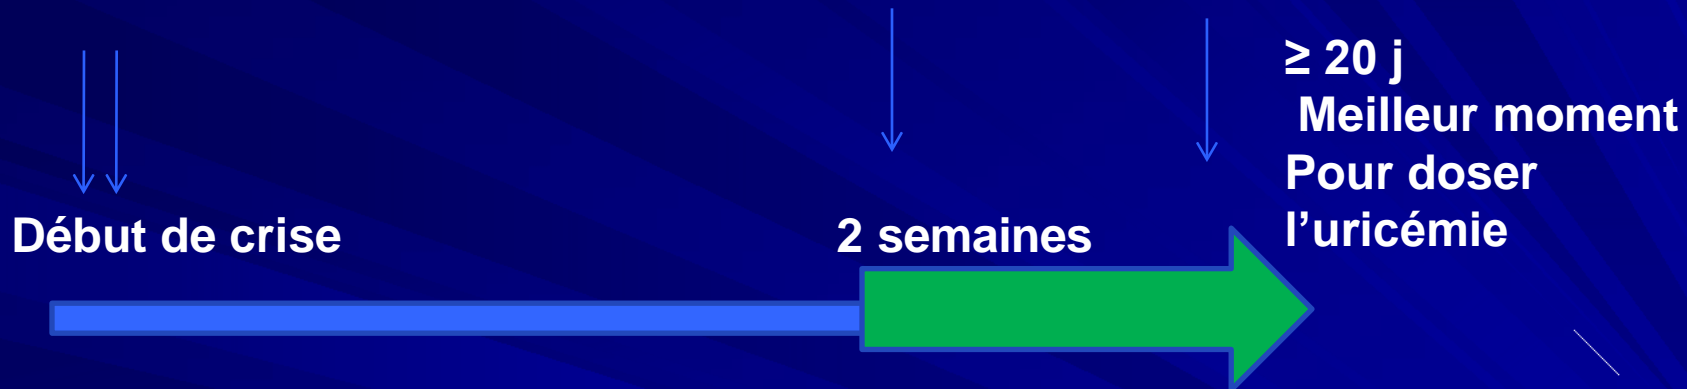 ≥ 20 j
Meilleur moment
Pour doser
l’uricémie
Début de crise
2 semaines